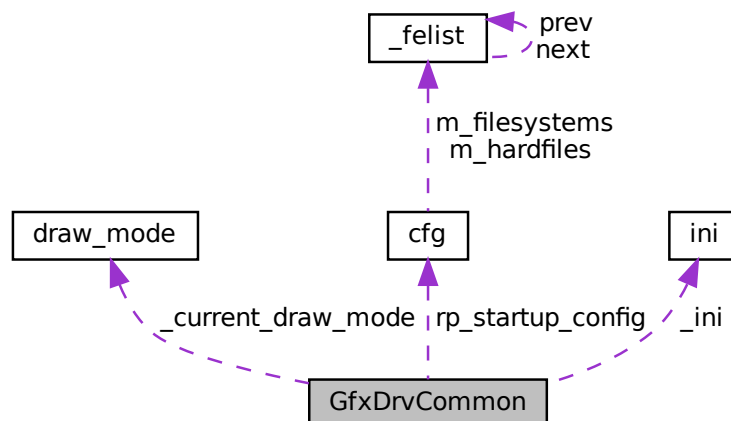 _felist
prev
next
m_filesystems
m_hardfiles
draw_mode
cfg
ini
_current_draw_mode
rp_startup_config
_ini
GfxDrvCommon